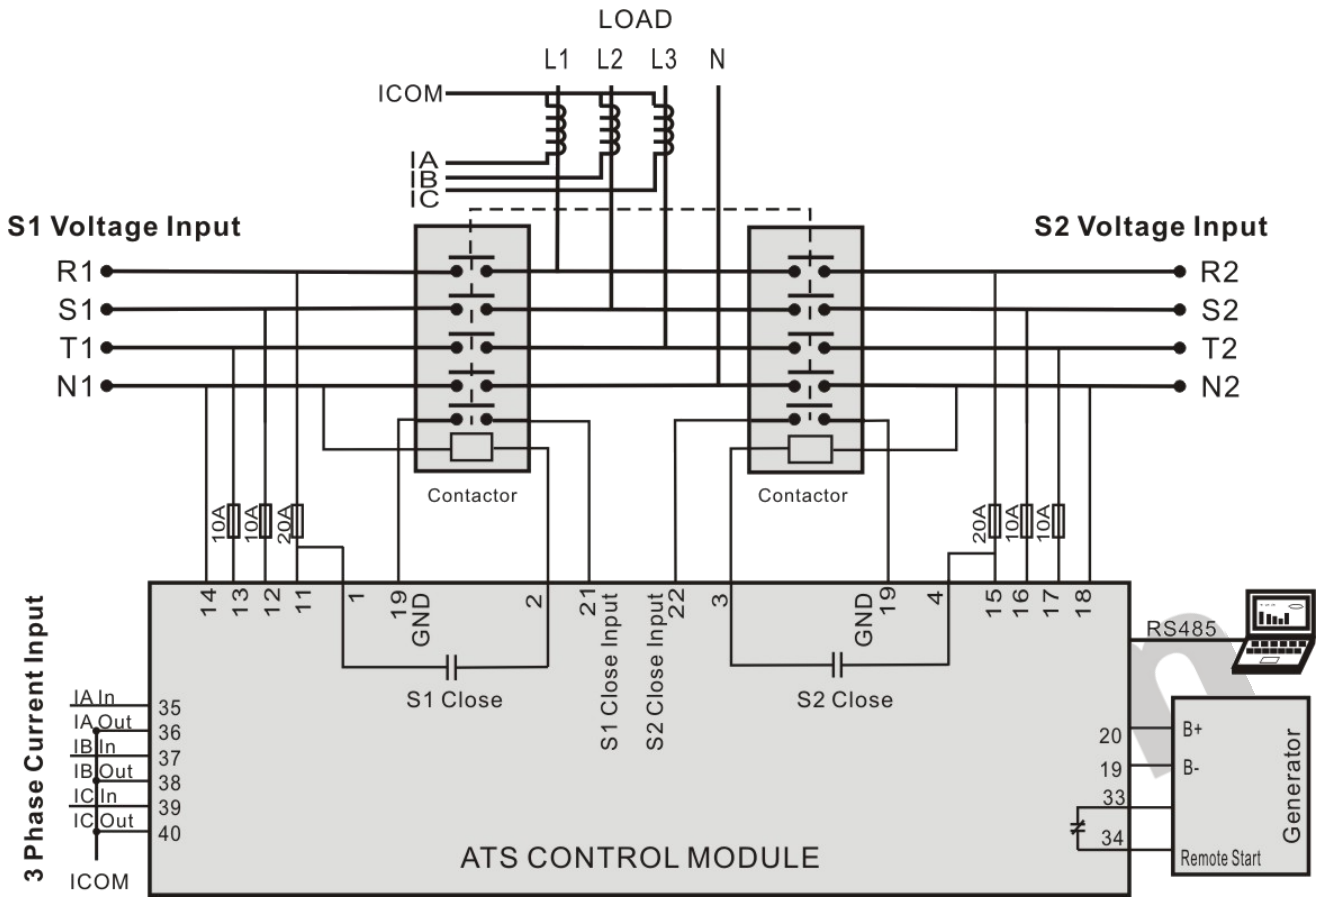 LOAD
L1 L2 L3 N
ICOM
IA
IB
IC
S1 Voltage Input
S2 Voltage Input
R1
R2
S1
S2
T1
T2
N1
N2
Contactor
Contactor
10A
10A
20A
20A
10A
10A
14
13
12
11
1
19
GND
2
21
S1 Close Input
S2 Close Input
22
3
GND
19
4
15
16
17
18
RS485
S1 Close
S2 Close
3 Phase Current Input
IA In
35
IA Out
36
IB In
37
IB Out
38
IC In
39
IC Out
40
ICOM
20
B+
19
B-
33
34
Remote Start
Generator
ATS CONTROL MODULE